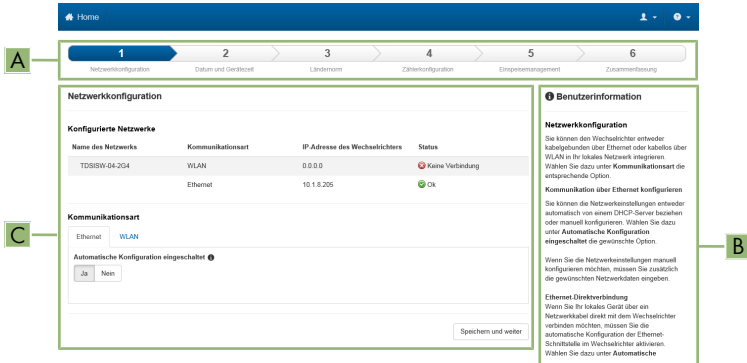 Home
1 2 3 4 5 6
Netzwerkkonfiguration Datum und Gerätezeit Ländernorm Zählerkonfiguration Einspeisemanagement Zusammenfassung
A
Netzwerkkonfiguration
Konfigurierte Netzwerke
Name des Netzwerks Kommunikationsart IP-Adresse des Wechselrichters Status
TDSISW-04-2G4 WLAN 0.0.0.0 Keine Verbindung
Ethernet 10.1.8.205 Ok
Kommunikationsart
C
Ethernet WLAN
Automatische Konfiguration eingeschaltet
Ja Nein
Speichern und weiter
Benutzerinformation
Netzwerkkonfiguration
Sie können den Wechselrichter entweder
kabelgebunden über Ethernet oder kabellos über
WLAN in Ihr lokales Netzwerk integrieren.
Wählen Sie dazu unter Kommunikationsart die
entsprechende Option.
Kommunikation über Ethernet konfigurieren
Sie können die Netzwerkeinstellungen entweder
automatisch von einem DHCP-Server beziehen
oder manuell konfigurieren. Wählen Sie dazu
unter Automatische Konfiguration
eingeschaltet die gewünschte Option.
B
Wenn Sie die Netzwerkeinstellungen manuell
konfigurieren möchten, müssen Sie zusätzlich
die gewünschten Netzwerkdaten eingeben.
Ethernet-Direktverbindung
Wenn Sie Ihr lokales Gerät über ein
Netzwerkkabel direkt mit dem Wechselrichter
verbinden möchten, müssen Sie die
automatische Konfiguration der Ethernet-
Schnittstelle im Wechselrichter aktivieren.
Wählen Sie dazu unter Automatische